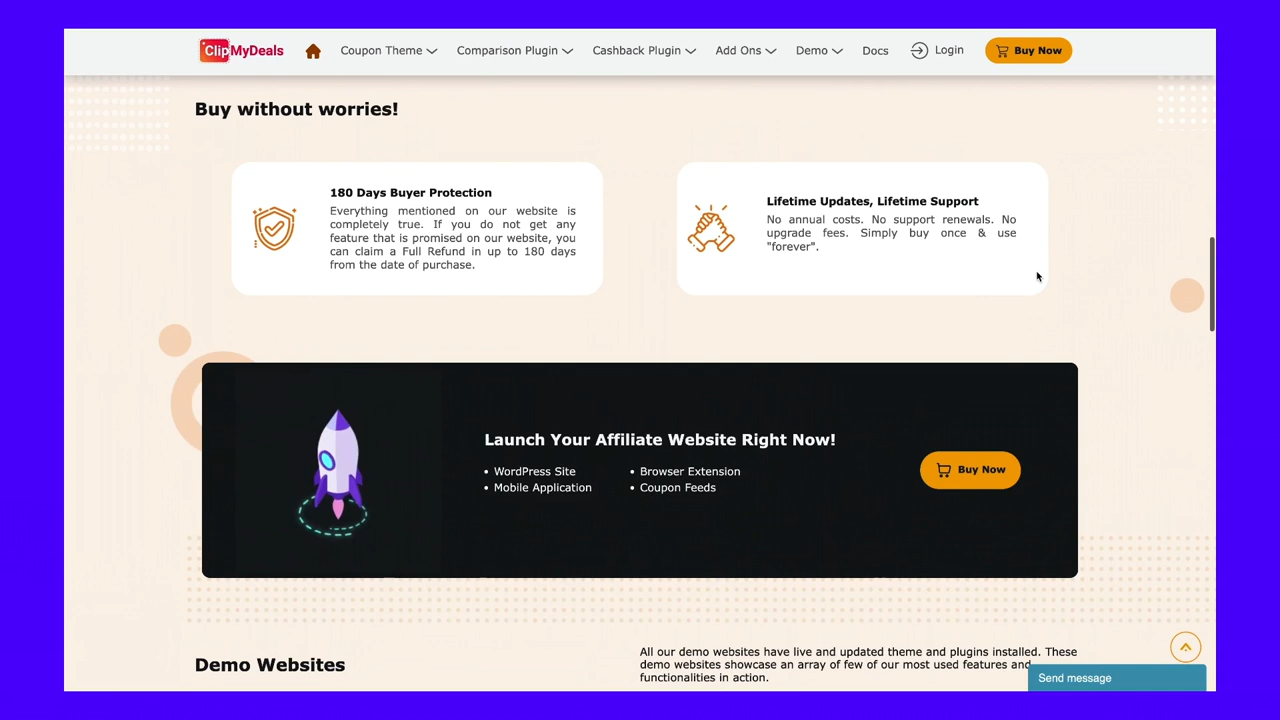 ClipMyDeals
Coupon Theme
Comparison Plugin
Cashback Plugin
Add Ons
Demo
Docs
Login
Buy Now
Buy without worries!
180 Days Buyer Protection
Everything mentioned on our website is
completely true. If you do not get any
feature that is promised on our website, you
can claim a Full Refund in up to 180 days
from the date of purchase.
Lifetime Updates, Lifetime Support
No annual costs. No support renewals. No
upgrade fees. Simply buy once & use
"forever".
Launch Your Affiliate Website Right Now!
• WordPress Site
• Mobile Application
• Browser Extension
• Coupon Feeds
Buy Now
Demo Websites
All our demo websites have live and updated theme and plugins installed. These
demo websites showcase an array of few of our most used features and
functionalities in action.
Send message